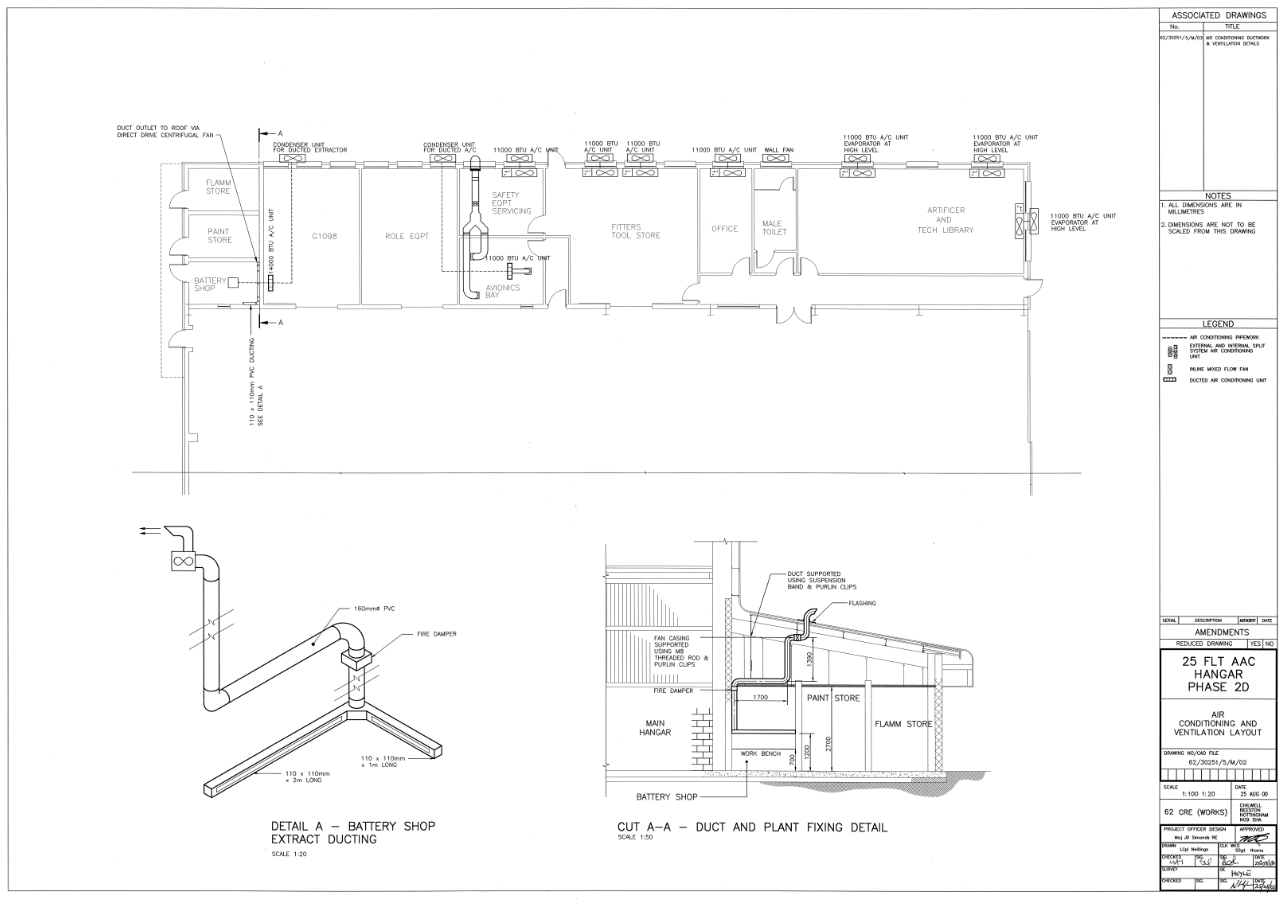 DUCT OUTLET TO ROOF VIA
DIRECT DRIVE CENTRIFUGAL FAN
A
CONDENSER UNIT
FOR DUCTED EXTRACTOR
CONDENSER UNIT
FOR DUCTED A/C
11000 BTU A/C UNIT
11000 BTU
A/C UNIT
11000 BTU
A/C UNIT
11000 BTU A/C UNIT
WALL FAN
11000 BTU A/C UNIT
EVAPORATOR AT
HIGH LEVEL
11000 BTU A/C UNIT
EVAPORATOR AT
HIGH LEVEL
11000 BTU A/C UNIT
EVAPORATOR AT
HIGH LEVEL
FLAMM
STORE
PAINT
STORE
BATTERY
SHOP
14000 BTU A/C UNIT
G1098
ROLE EQPT
SAFETY
EQPT
SERVICING
11000 BTU A/C UNIT
AVIONICS
BAY
FITTERS
TOOL STORE
OFFICE
MALE
TOILET
ARTIFICER
AND
TECH LIBRARY
A
110 x 110mm PVC DUCTING
SEE DETAIL A
160mmø PVC
FIRE DAMPER
110 x 110mm
x 1m LONG
110 x 110mm
x 2m LONG
DETAIL A – BATTERY SHOP
EXTRACT DUCTING
SCALE 1:20
DUCT SUPPORTED
USING SUSPENSION
BAND & PURLIN CLIPS
FLASHING
FAN CASING
SUPPORTED
USING M8
THREADED ROD &
PURLIN CLIPS
FIRE DAMPER
1390
1700
PAINT STORE
FLAMM STORE
MAIN
HANGAR
WORK BENCH
700
1200
2700
BATTERY SHOP
CUT A–A – DUCT AND PLANT FIXING DETAIL
SCALE 1:50
ASSOCIATED DRAWINGS
No. TITLE
62/30251/5/M/03 AIR CONDITIONING DUCTWORK
& VENTILLATION DETAILS
NOTES
1. ALL DIMENSIONS ARE IN
MILLIMETRES
2. DIMENSIONS ARE NOT TO BE
SCALED FROM THIS DRAWING
LEGEND
AIR CONDITIONING PIPEWORK
EXTERNAL AND INTERNAL SPLIT
SYSTEM AIR CONDITIONING
UNIT
INLINE MIXED FLOW FAN
DUCTED AIR CONDITIONING UNIT
SERIAL DESCRIPTION AUTHORITY DATE
AMENDMENTS
REDUCED DRAWING YES NO
25 FLT AAC
HANGAR
PHASE 2D
AIR
CONDITIONING AND
VENTILATION LAYOUT
DRAWING NO/CAD FILE
62/30251/5/M/02
SCALE DATE
1:100 1:20 25 AUG 00
62 CRE (WORKS) CHILWELL
BEESTON
NOTTINGHAM
NG9 5HA
PROJECT OFFICER DESIGN APPROVED
Maj JD Simonds RE
DRAWN CLK WKS
CHECKED SIG. DATE
SURVEY
CHECKED SIG. SIG. DATE